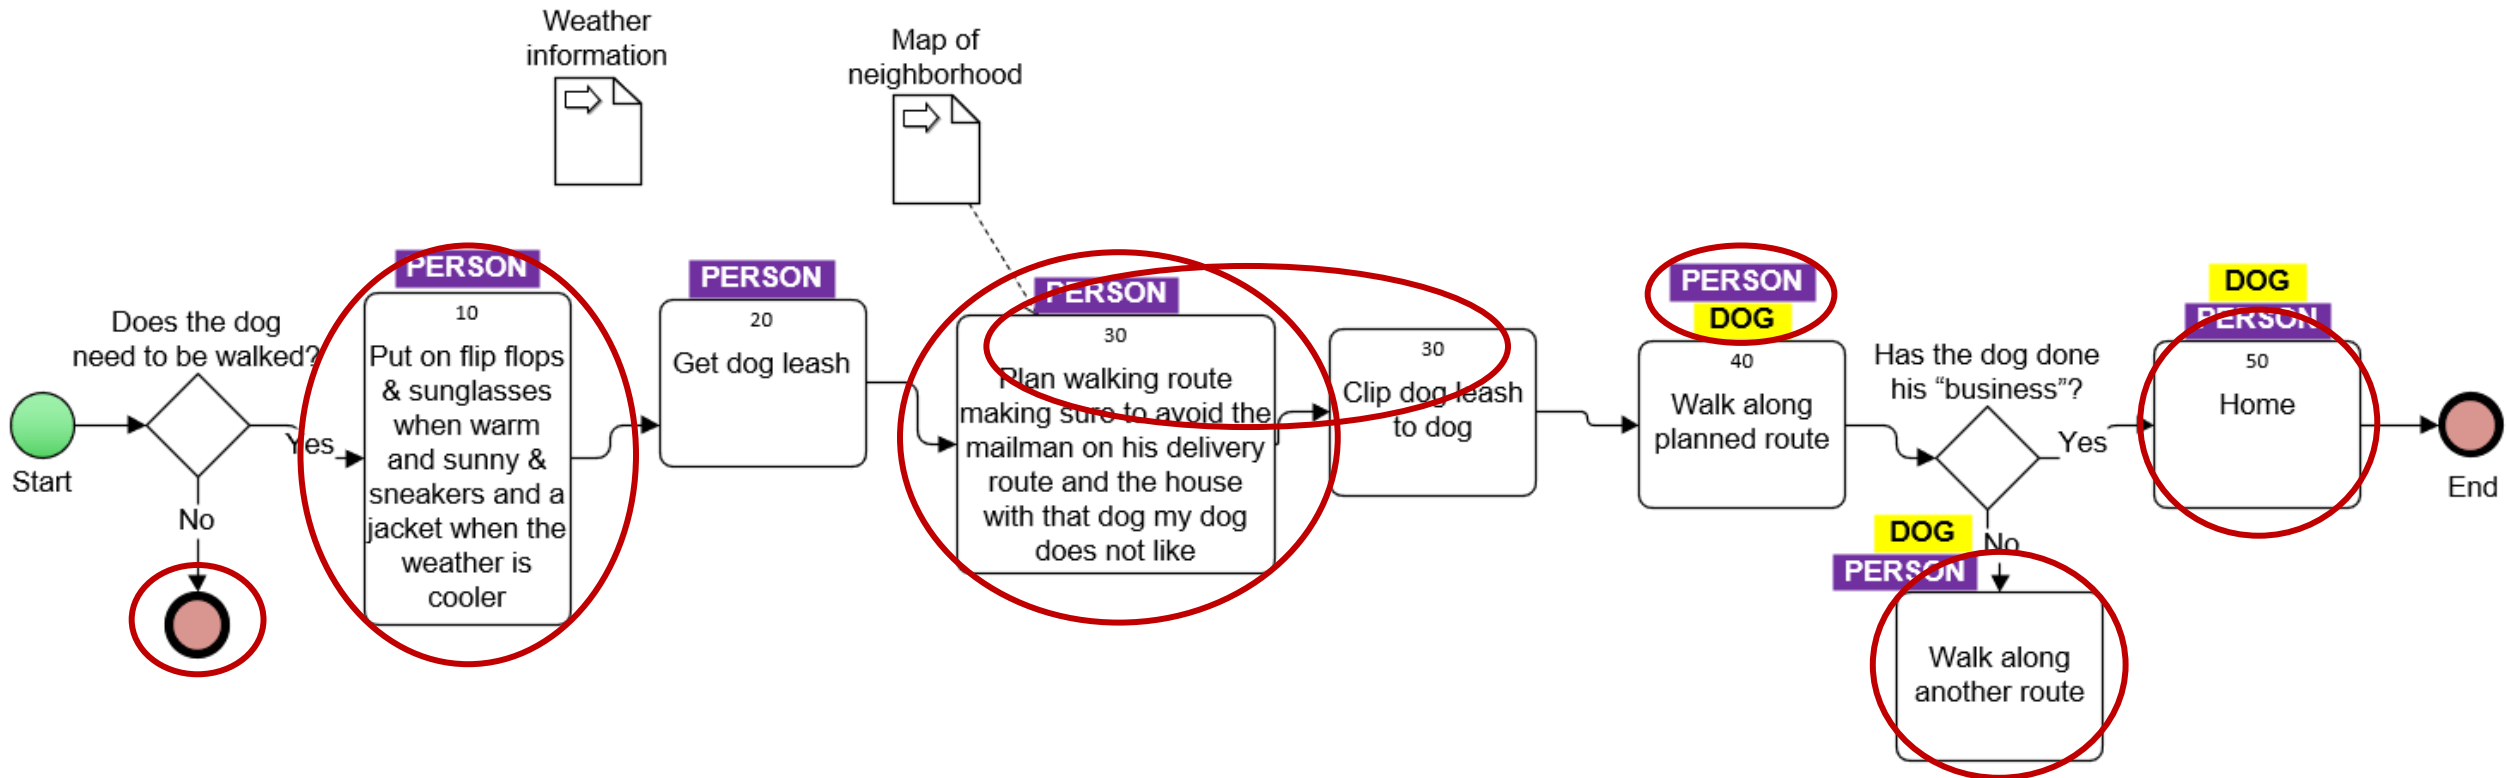 Weather
information
Map of
neighborhood
Start
Does the dog
need to be walked?
Yes
No
PERSON
10
Put on flip flops
& sunglasses
when warm
and sunny &
sneakers and a
jacket when the
weather is
cooler
PERSON
20
Get dog leash
PERSON
30
Plan walking route
making sure to avoid the
mailman on his delivery
route and the house
with that dog my dog
does not like
30
Clip dog leash
to dog
PERSON
DOG
40
Walk along
planned route
Has the dog done
his “business”?
Yes
No
DOG
PERSON
Walk along
another route
DOG
PERSON
50
Home
End